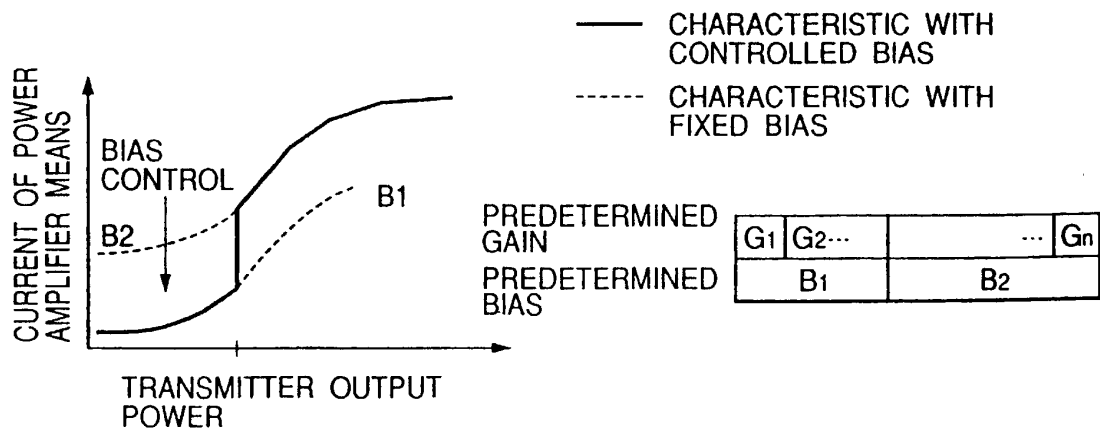 CHARACTERISTIC WITH
CONTROLLED BIAS
CHARACTERISTIC WITH
FIXED BIAS
CURRENT OF POWER
AMPLIFIER MEANS
BIAS
CONTROL
B2
B1
TRANSMITTER OUTPUT
POWER
PREDETERMINED
GAIN
G1 G2... ... Gn
PREDETERMINED
BIAS
B1 B2